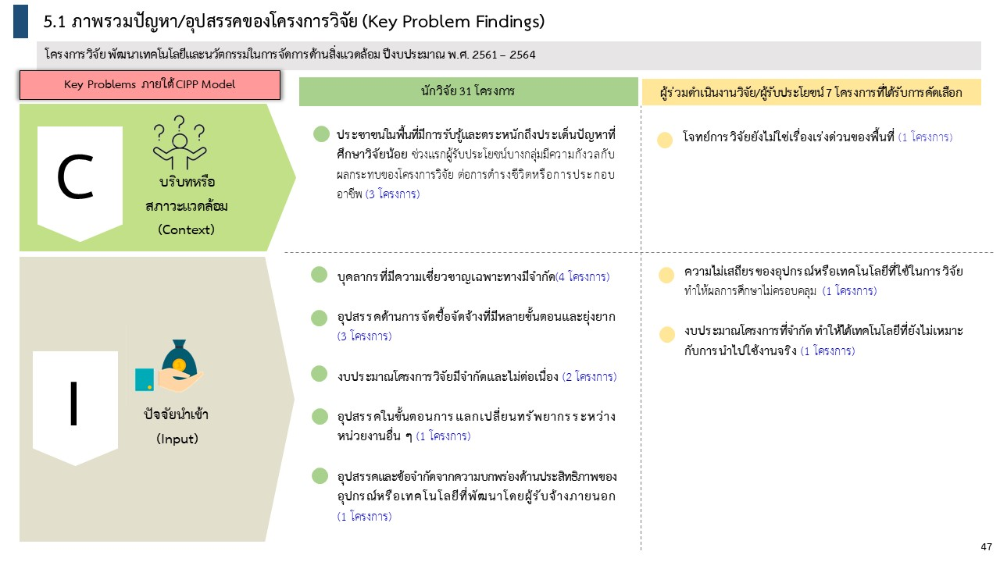 5.1 ภาพรวมปัญหา/อุปสรรคของโครงการวิจัย (Key Problem Findings)
โครงการวิจัย พัฒนาเทคโนโลยีและนวัตกรรมในการจัดการด้านสิ่งแวดล้อม ปีงบประมาณ พ.ศ. 2561 – 2564
Key Problems ภายใต้ CIPP Model
นักวิจัย 31 โครงการ
ผู้ร่วมดำเนินงานวิจัย/ผู้รับประโยชน์ 7 โครงการที่ได้รับการคัดเลือก
C
บริบทหรือ
สภาวะแวดล้อม
(Context)
ประชาชนในพื้นที่มีการรับรู้และตระหนักถึงประเด็นปัญหาที่
ศึกษาวิจัยน้อย ช่วงแรกผู้รับประโยชน์บางกลุ่มมีความกังวลกับ
ผลกระทบของโครงการวิจัย ต่อการดำรงชีวิตหรือการประกอบ
อาชีพ (3 โครงการ)
โจทย์การวิจัยยังไม่ใช่เรื่องเร่งด่วนของพื้นที่ (1 โครงการ)
I
ปัจจัยนำเข้า
(Input)
บุคลากรที่มีความเชี่ยวชาญเฉพาะทางมีจำกัด(4 โครงการ)
อุปสรรคด้านการจัดซื้อจัดจ้างที่มีหลายขั้นตอนและยุ่งยาก
(3 โครงการ)
งบประมาณโครงการวิจัยมีจำกัดและไม่ต่อเนื่อง (2 โครงการ)
อุปสรรคในขั้นตอนการแลกเปลี่ยนทรัพยากรระหว่าง
หน่วยงานอื่น ๆ (1 โครงการ)
อุปสรรคและข้อจำกัดจากความบกพร่องด้านประสิทธิภาพของ
อุปกรณ์หรือเทคโนโลยีที่พัฒนาโดยผู้รับจ้างภายนอก
(1 โครงการ)
ความไม่เสถียรของอุปกรณ์หรือเทคโนโลยีที่ใช้ในการวิจัย
ทำให้ผลการศึกษาไม่ครอบคลุม (1 โครงการ)
งบประมาณโครงการที่จำกัด ทำให้ได้เทคโนโลยีที่ยังไม่เหมาะ
กับการนำไปใช้งานจริง (1 โครงการ)
47